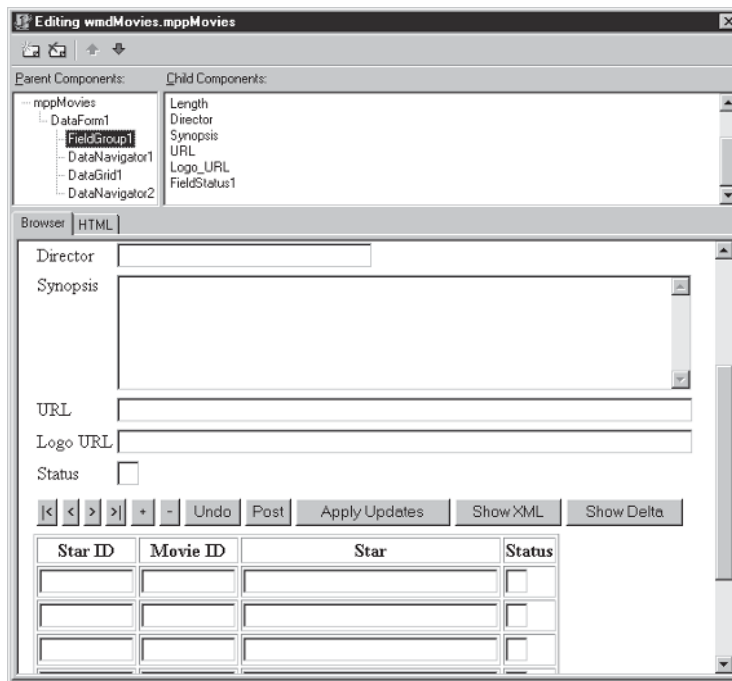 Editing wmdMovies.mppMovies
Parent Components:
Child Components:
mppMovies
DataForm1
FieldGroup1
DataNavigator1
DataGrid1
DataNavigator2
Length
Director
Synopsis
URL
Logo_URL
FieldStatus1
Browser HTML
Director
Synopsis
URL
Logo URL
Status
|< < > >| + - Undo Post Apply Updates Show XML Show Delta
Star ID Movie ID Star Status